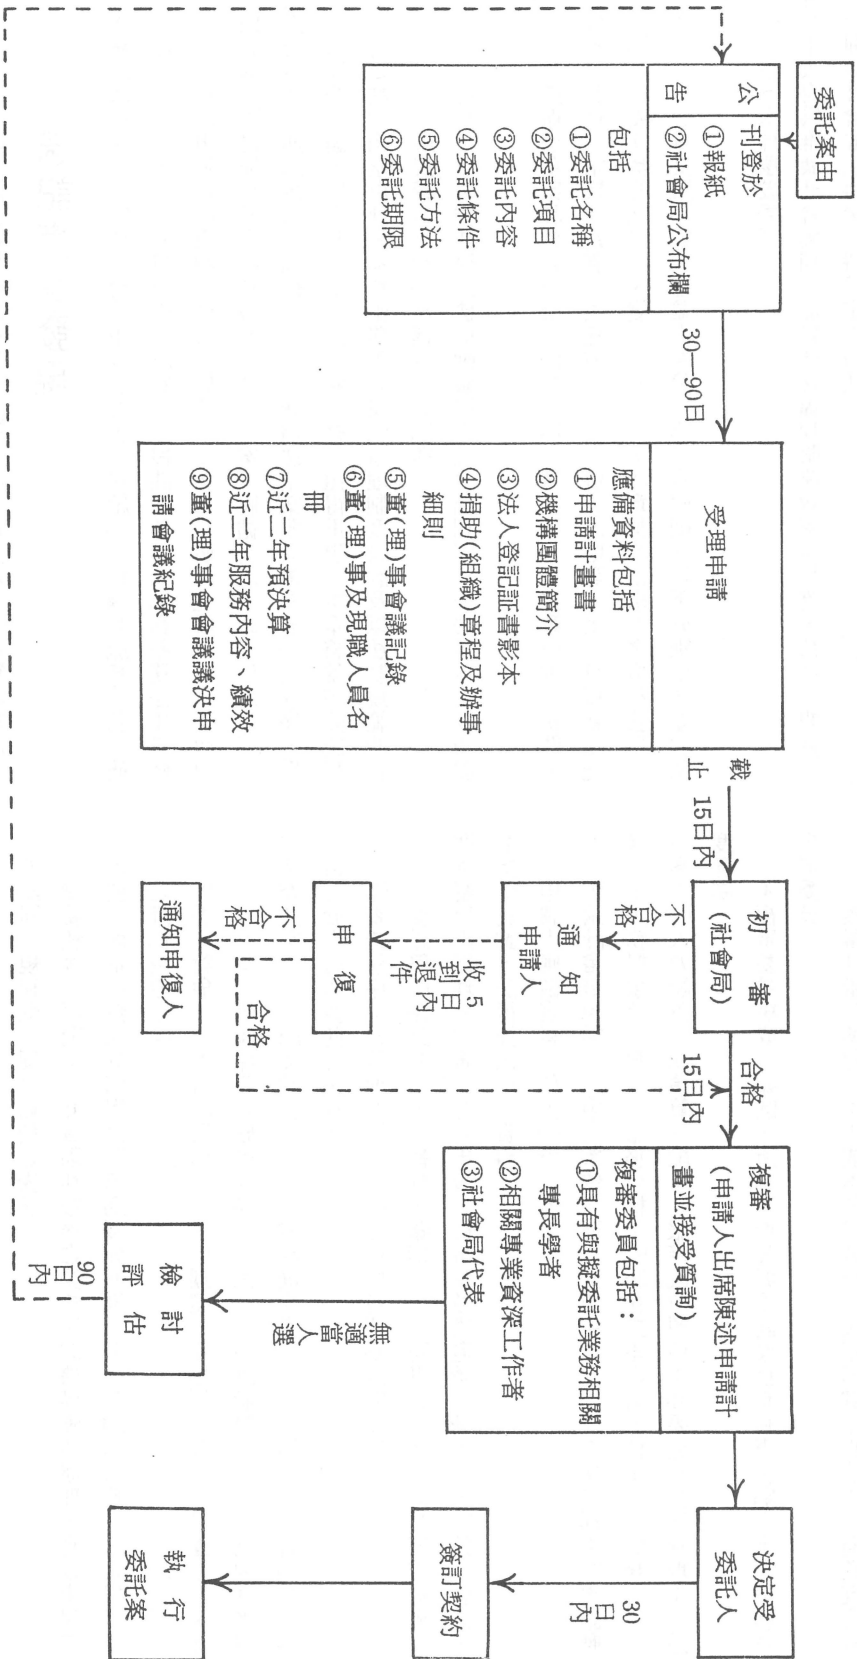 委託案由
公告
刊登於
①報紙
②社會局公布欄
包括
①委託名稱
②委託項目
③委託內容
④委託條件
⑤委託方法
⑥委託期限
30—90日
受理申請
應備資料包括
①申請計畫書
②機構團體簡介
③法人登記証書影本
④捐助(組織)章程及辦事
細則
⑤董(理)事會議記錄
⑥董(理)事及現職人員名
冊
⑦近二年預決算
⑧近二年服務內容、績效
⑨董(理)事會會議議決申
請會議紀錄
截止
15日內
初審
(社會局)
不合格
通知
申請人
5日內
收到退件
申復
不合格
通知申復人
合格
合格
15日內
複審
(申請人出席陳述申請計
畫並接受質詢)
複審委員包括：
①具有與擬委託業務相關
專長學者
②相關專業資深工作者
③社會局代表
無適當人選
檢討
評估
90日內
決定受
委託人
30日內
簽訂契約
執行
委託案